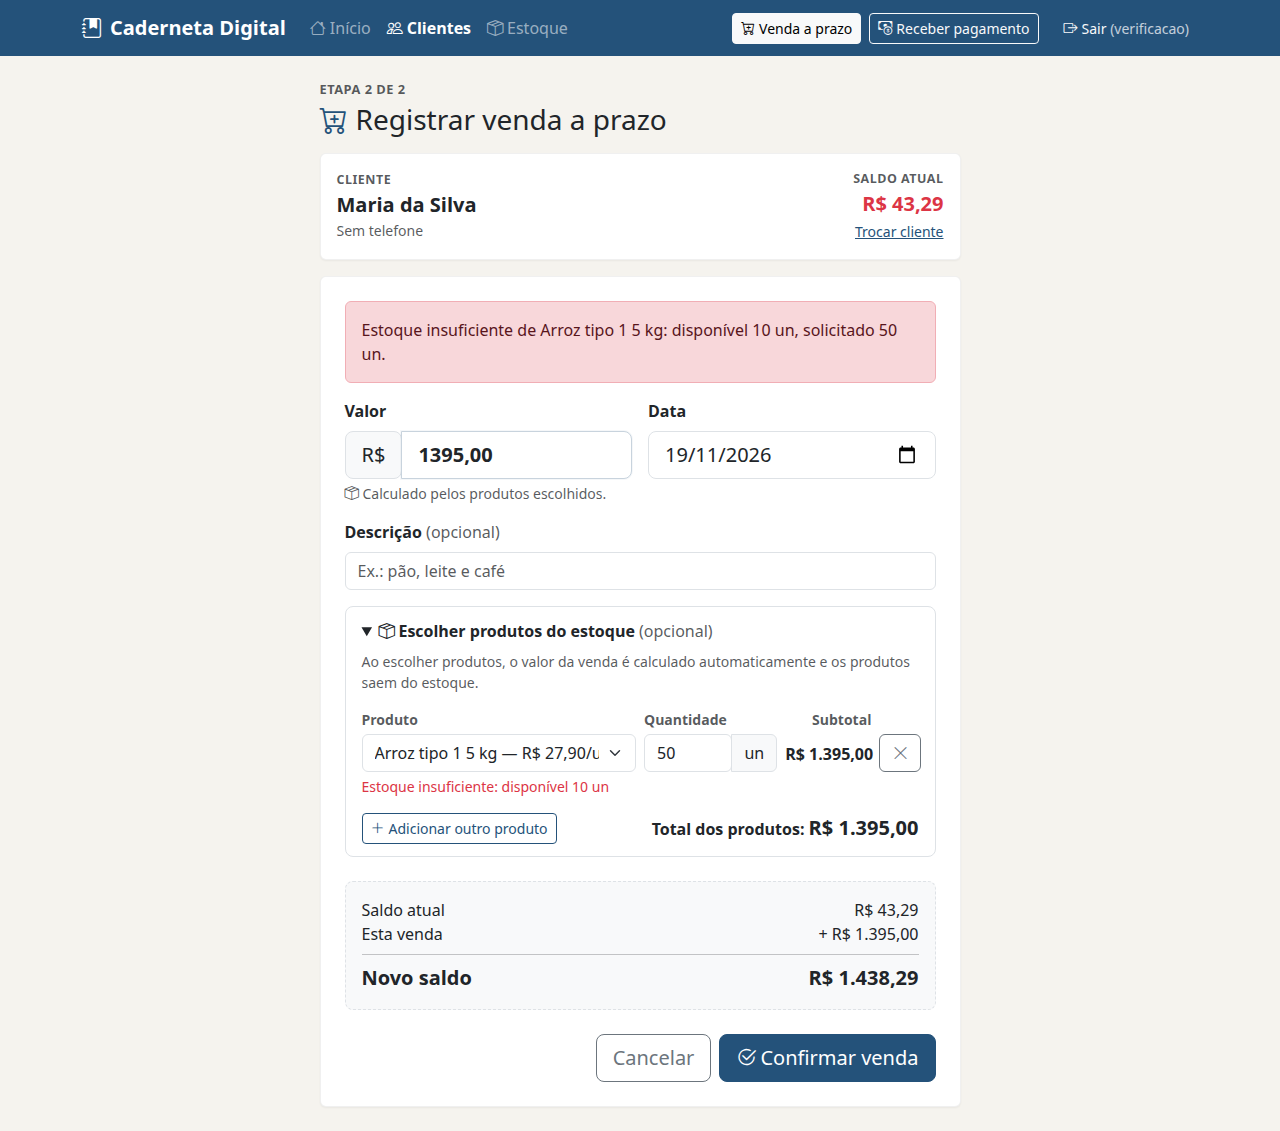 Caderneta Digital Início Clientes Estoque Venda a prazo Receber pagamento Sair (verificacao)
ETAPA 2 DE 2
Registrar venda a prazo
CLIENTE
Maria da Silva
Sem telefone
SALDO ATUAL
R$ 43,29
Trocar cliente
Estoque insuficiente de Arroz tipo 1 5 kg: disponível 10 un, solicitado 50
un.
Valor Data
R$ 1395,00 19/11/2026
Calculado pelos produtos escolhidos.
Descrição (opcional)
Ex.: pão, leite e café
Escolher produtos do estoque (opcional)
Ao escolher produtos, o valor da venda é calculado automaticamente e os produtos
saem do estoque.
Produto Quantidade Subtotal
Arroz tipo 1 5 kg — R$ 27,90/u 50 un R$ 1.395,00
Estoque insuficiente: disponível 10 un
Adicionar outro produto Total dos produtos: R$ 1.395,00
Saldo atual R$ 43,29
Esta venda + R$ 1.395,00
Novo saldo R$ 1.438,29
Cancelar Confirmar venda